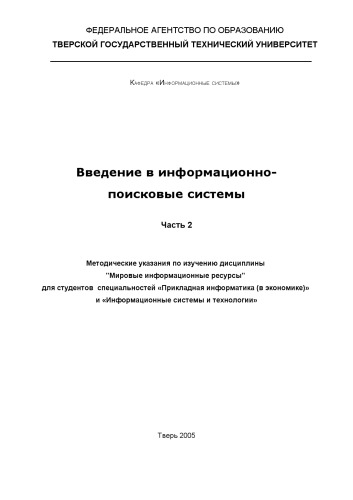 ФЕДЕРАЛЬНОЕ АГЕНТСТВО ПО ОБРАЗОВАНИЮ
ТВЕРСКОЙ ГОСУДАРСТВЕННЫЙ ТЕХНИЧЕСКИЙ УНИВЕРСИТЕТ
Кафедра «Информационные системы»
Введение в информационно-
поисковые системы
Часть 2
Методические указания по изучению дисциплины
"Мировые информационные ресурсы"
для студентов специальностей «Прикладная информатика (в экономике)»
и «Информационные системы и технологии»
Тверь 2005